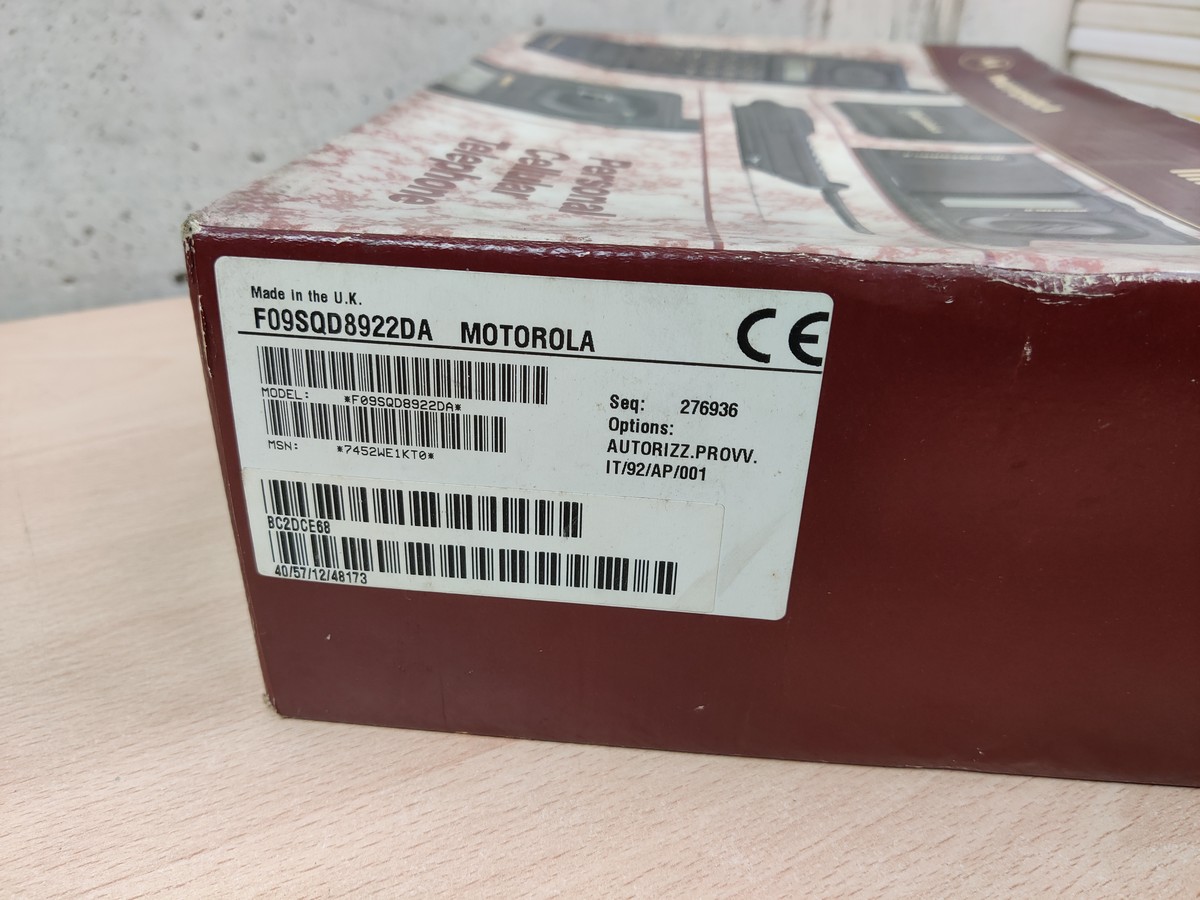 Personal
Cellular
Telephone
Made in the U.K.
F09SQD8922DA MOTOROLA
CE
MODEL: *F09SQD8922DA*
MSN: *7452WE1KT0*
Seq: 276936
Options:
AUTORIZZ.PROVV.
IT/92/AP/001
BC2DCE68
40/57/12/48173